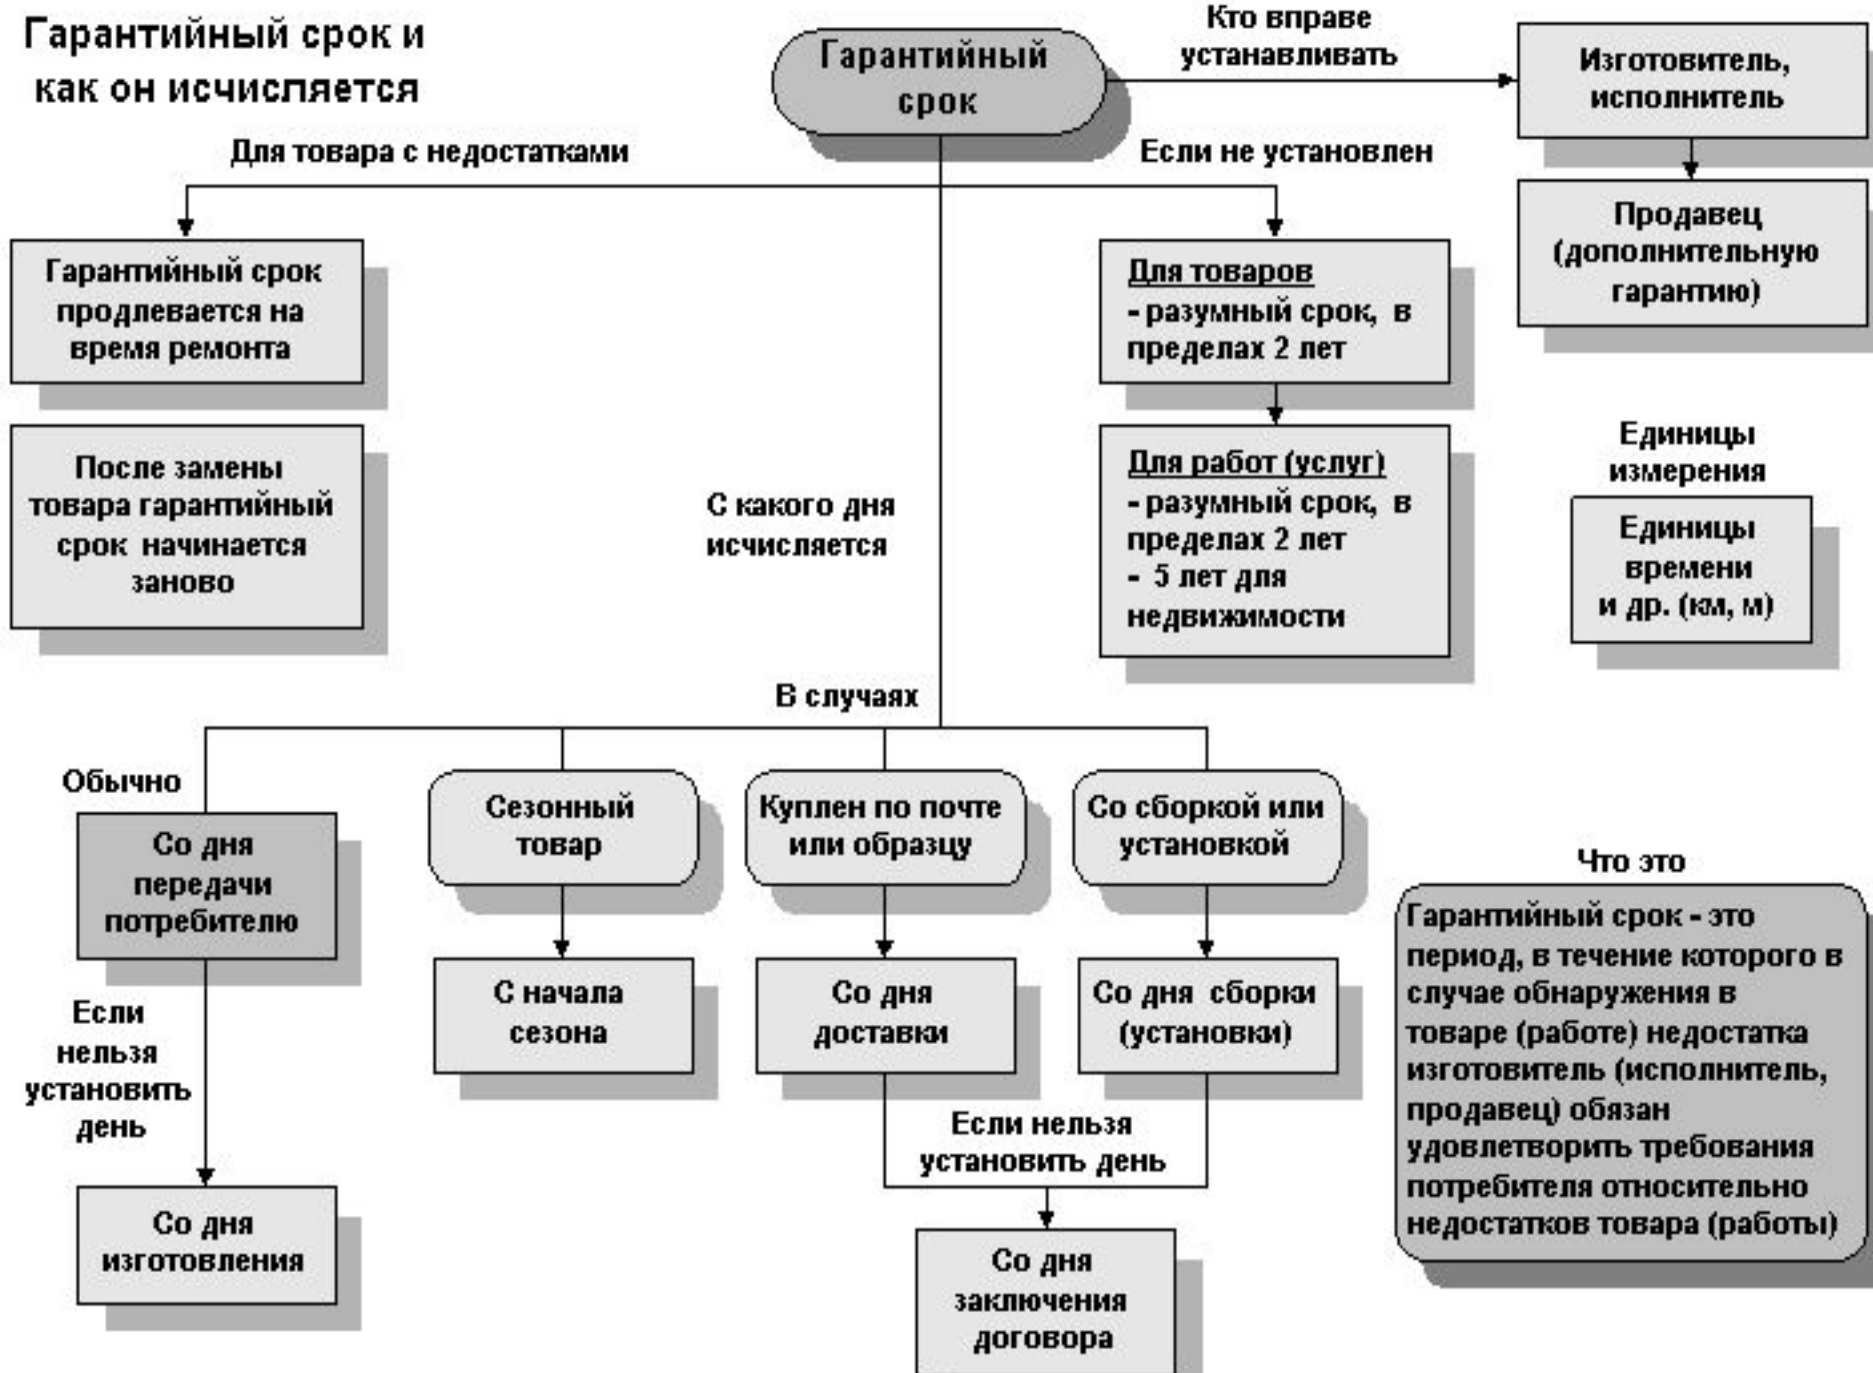 Гарантийный срок и
как он исчисляется
Гарантийный
срок
Кто вправе
устанавливать
Изготовитель,
исполнитель
Продавец
(дополнительную
гарантию)
Для товара с недостатками
Если не установлен
Гарантийный срок
продлевается на
время ремонта
После замены
товара гарантийный
срок начинается
заново
Для товаров
- разумный срок, в
пределах 2 лет
Для работ (услуг)
- разумный срок, в
пределах 2 лет
- 5 лет для
недвижимости
Единицы
измерения
Единицы
времени
и др. (км, м)
С какого дня
исчисляется
В случаях
Обычно
Со дня
передачи
потребителю
Если
нельзя
установить
день
Со дня
изготовления
Сезонный
товар
С начала
сезона
Куплен по почте
или образцу
Со дня
доставки
Со сборкой или
установкой
Со дня сборки
(установки)
Если нельзя
установить день
Со дня
заключения
договора
Что это
Гарантийный срок - это
период, в течение которого в
случае обнаружения в
товаре (работе) недостатка
изготовитель (исполнитель,
продавец) обязан
удовлетворить требования
потребителя относительно
недостатков товара (работы)